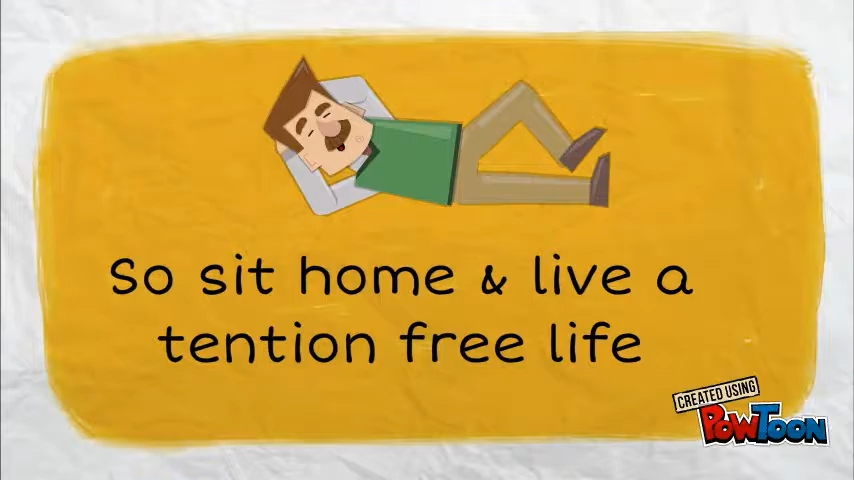 So sit home & live a
tention free life
CREATED USING
POWTOON